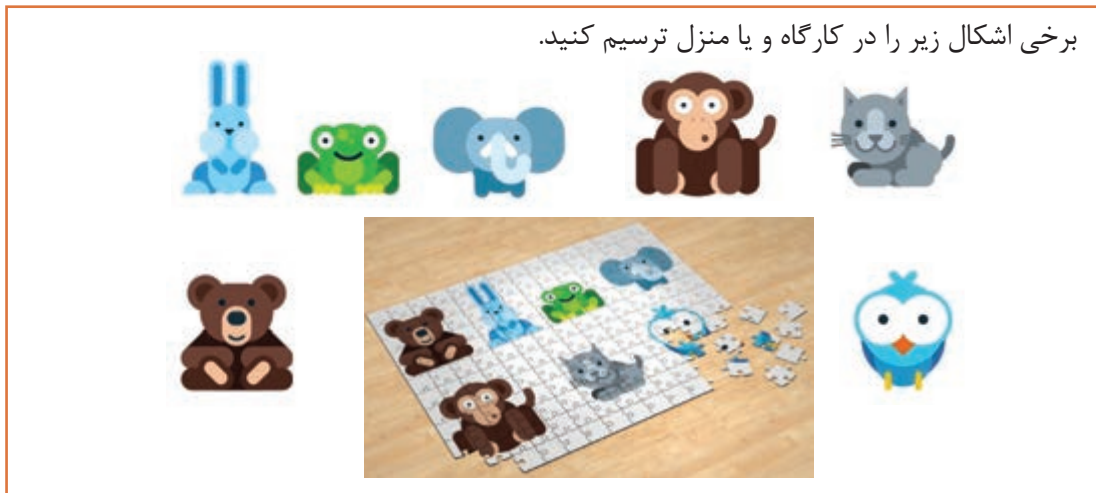 برخی اشکال زیر را در کارگاه و یا منزل ترسیم کنید.